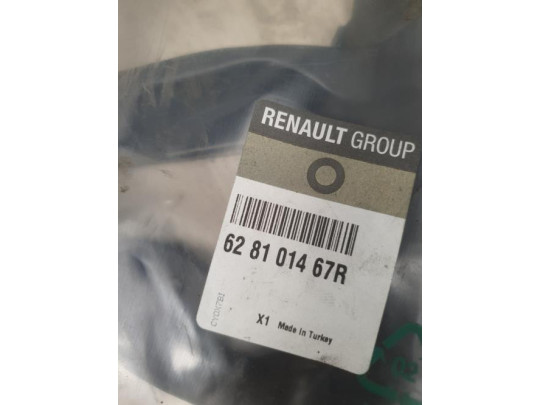 RENAULT GROUP
62 81 014 67R
X1 Made in Turkey